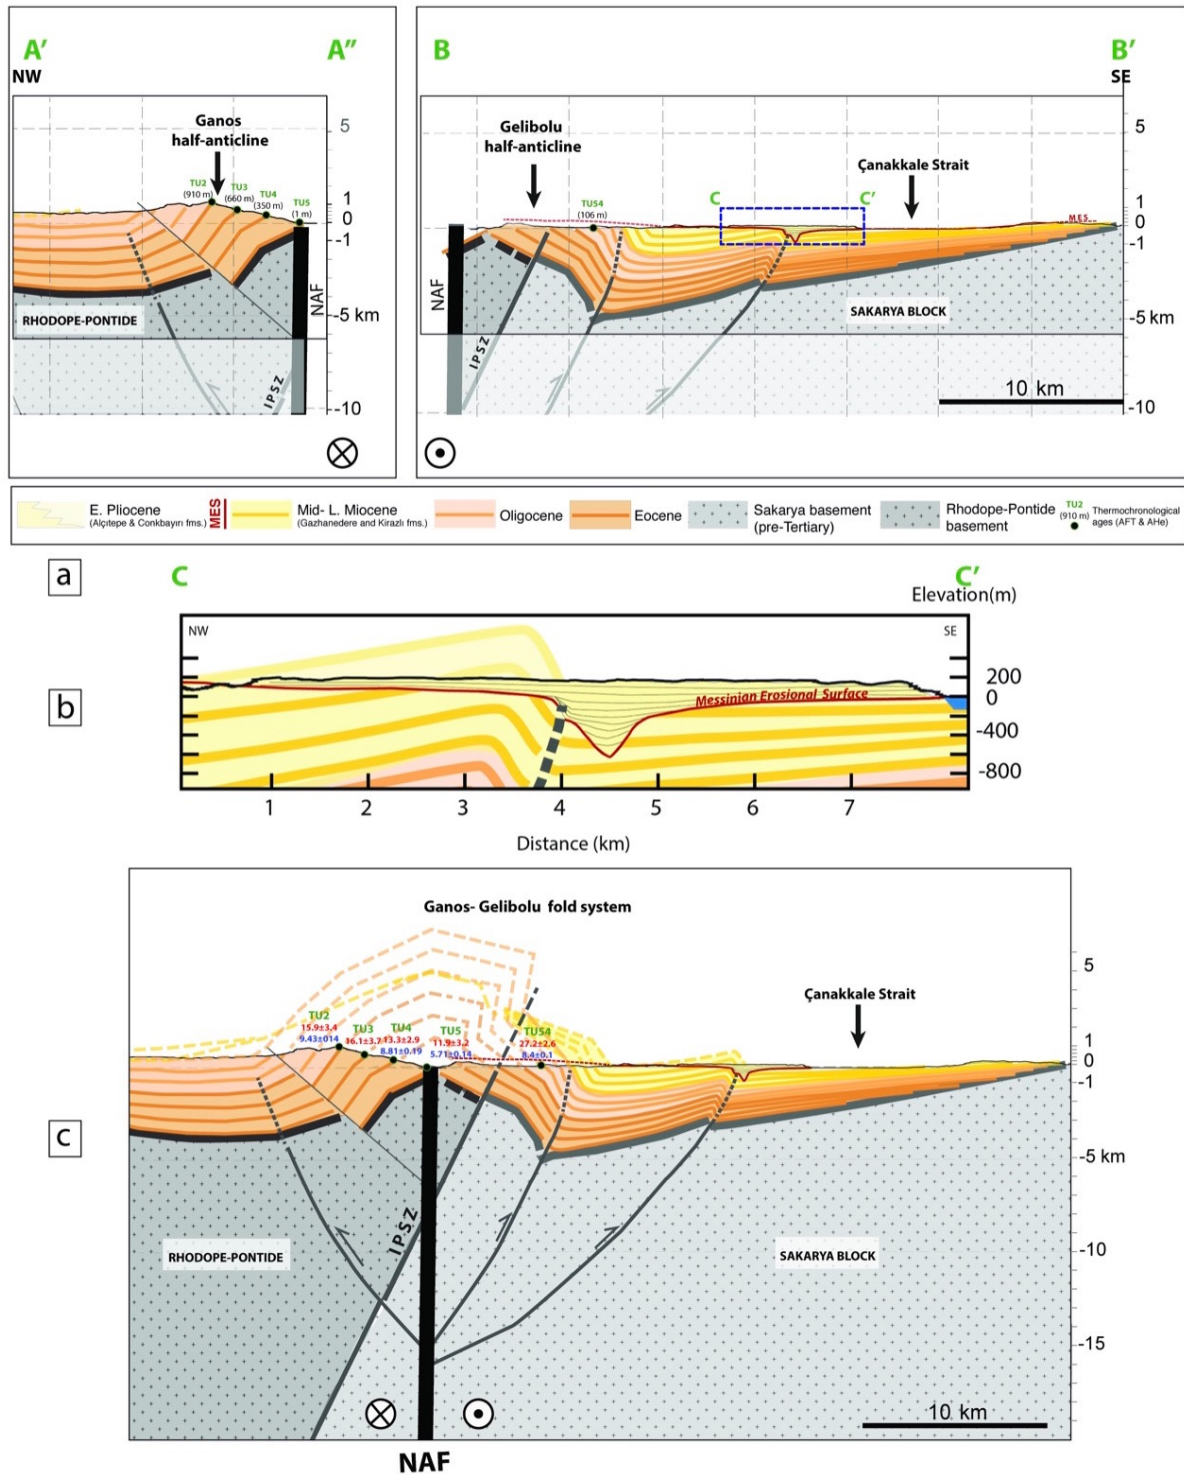 A'
NW
A"
Ganos
half-anticline
TU2
(910 m)
TU3
(660 m)
TU4
(350 m)
TU5
(1 m)
5
1
0
-1
-5 km
-10
NAF
RHODOPE-PONTIDE
IPSZ
B
B'
SE
Gelibolu
half-anticline
TU54
(106 m)
C
C'
Çanakkale Strait
MES
5
1
0
-1
-5 km
-10
NAF
IPSZ
SAKARYA BLOCK
10 km
E. Pliocene
(Alçıtepe & Conkbayırı fms.)
MES
Mid- L. Miocene
(Gazhanedere and Kirazlı fms.)
Oligocene
Eocene
Sakarya basement
(pre-Tertiary)
Rhodope-Pontide
basement
TU2
(910 m)
Thermochronological
ages (AFT & AHe)
a
C
C'
Elevation(m)
NW
SE
200
0
-400
-800
Messinian Erosional Surface
b
1 2 3 4 5 6 7
Distance (km)
Ganos- Gelibolu fold system
Çanakkale Strait
TU2
15.9±3.4
9.43±014
TU3
16.1±3.7
TU4
13.3±2.9
8.81±0.19
TU5
11.9±3.2
5.71±0.14
TU54
27.2±2.6
8.4±0.1
5
1
0
-1
-5 km
-10
-15
c
IPSZ
RHODOPE-PONTIDE
SAKARYA BLOCK
10 km
NAF